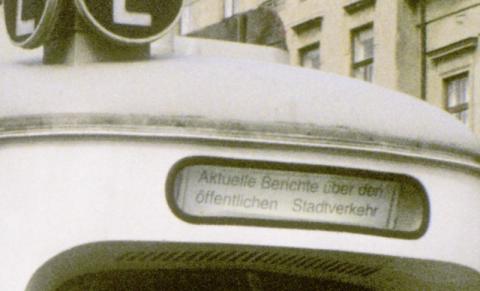 L L
Aktuelle Berichte über den
öffentlichen Stadtverkehr